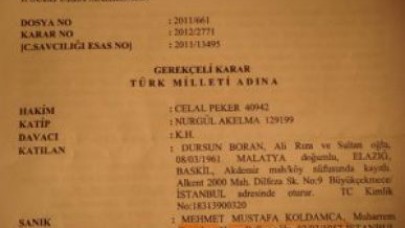 DOSYA NO : 2011/661
KARAR NO : 2012/2771
[C.SAVCILIĞI ESAS NO] : 2011/13495
GEREKÇELİ KARAR
TÜRK MİLLETİ ADINA
HAKİM : CELAL PEKER 40942
KATİP : NURGÜL AKELMA 129199
DAVACI : K.H.
KATILAN : DURSUN BORAN, Ali Rıza ve Sultan oğlu,
08/03/1961 MALATYA doğumlu, ELAZIĞ,
BASKİL, Akdemir mah/köy nüfusunda kayıtlı.
Alkent 2000 Mah. Dilfeza Sk. No:9 Büyükçekmece/
İSTANBUL adresinde oturur. TC Kimlik
No:18313900320
SANIK : MEHMET MUSTAFA KOLDAMCA, Muharrem